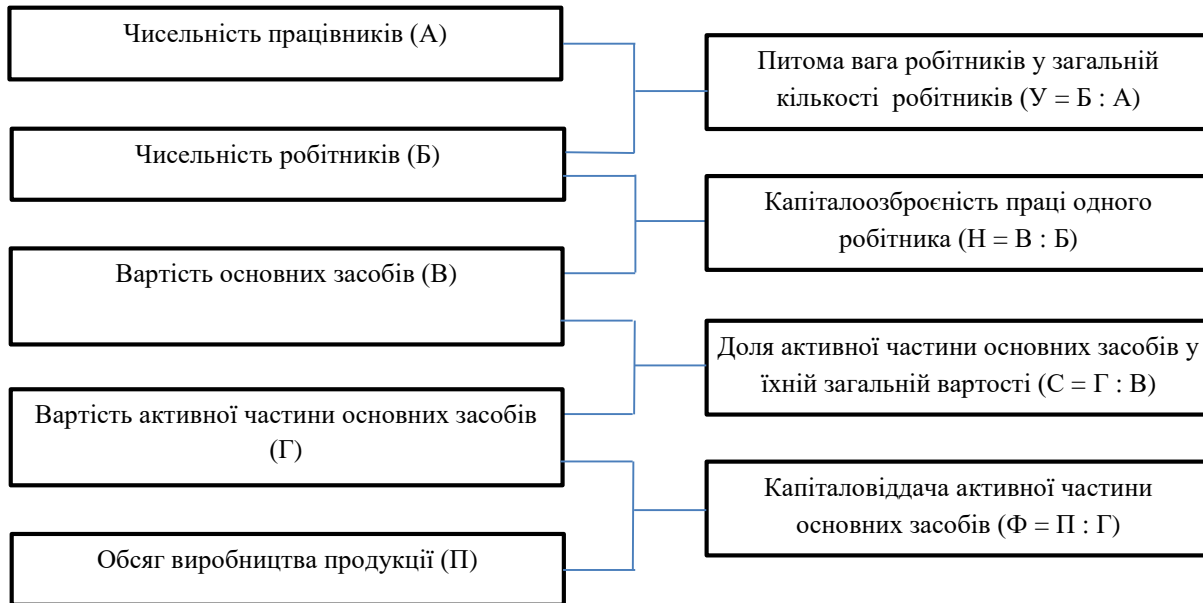 Чисельність працівників (А)
Чисельність робітників (Б)
Вартість основних засобів (В)
Вартість активної частини основних засобів
(Г)
Обсяг виробництва продукції (П)
Питома вага робітників у загальній
кількості робітників (У = Б : А)
Капіталоозброєність праці одного
робітника (Н = В : Б)
Доля активної частини основних засобів у
їхній загальній вартості (С = Г : В)
Капіталовіддача активної частини
основних засобів (Ф = П : Г)